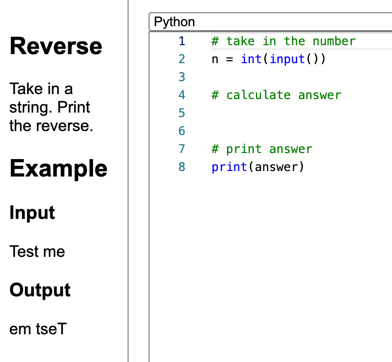 Reverse
Take in a
string. Print
the reverse.
Example
Input
Test me
Output
em tseT
Python
1 # take in the number
2 n = int(input())
3
4 # calculate answer
5
6
7 # print answer
8 print(answer)